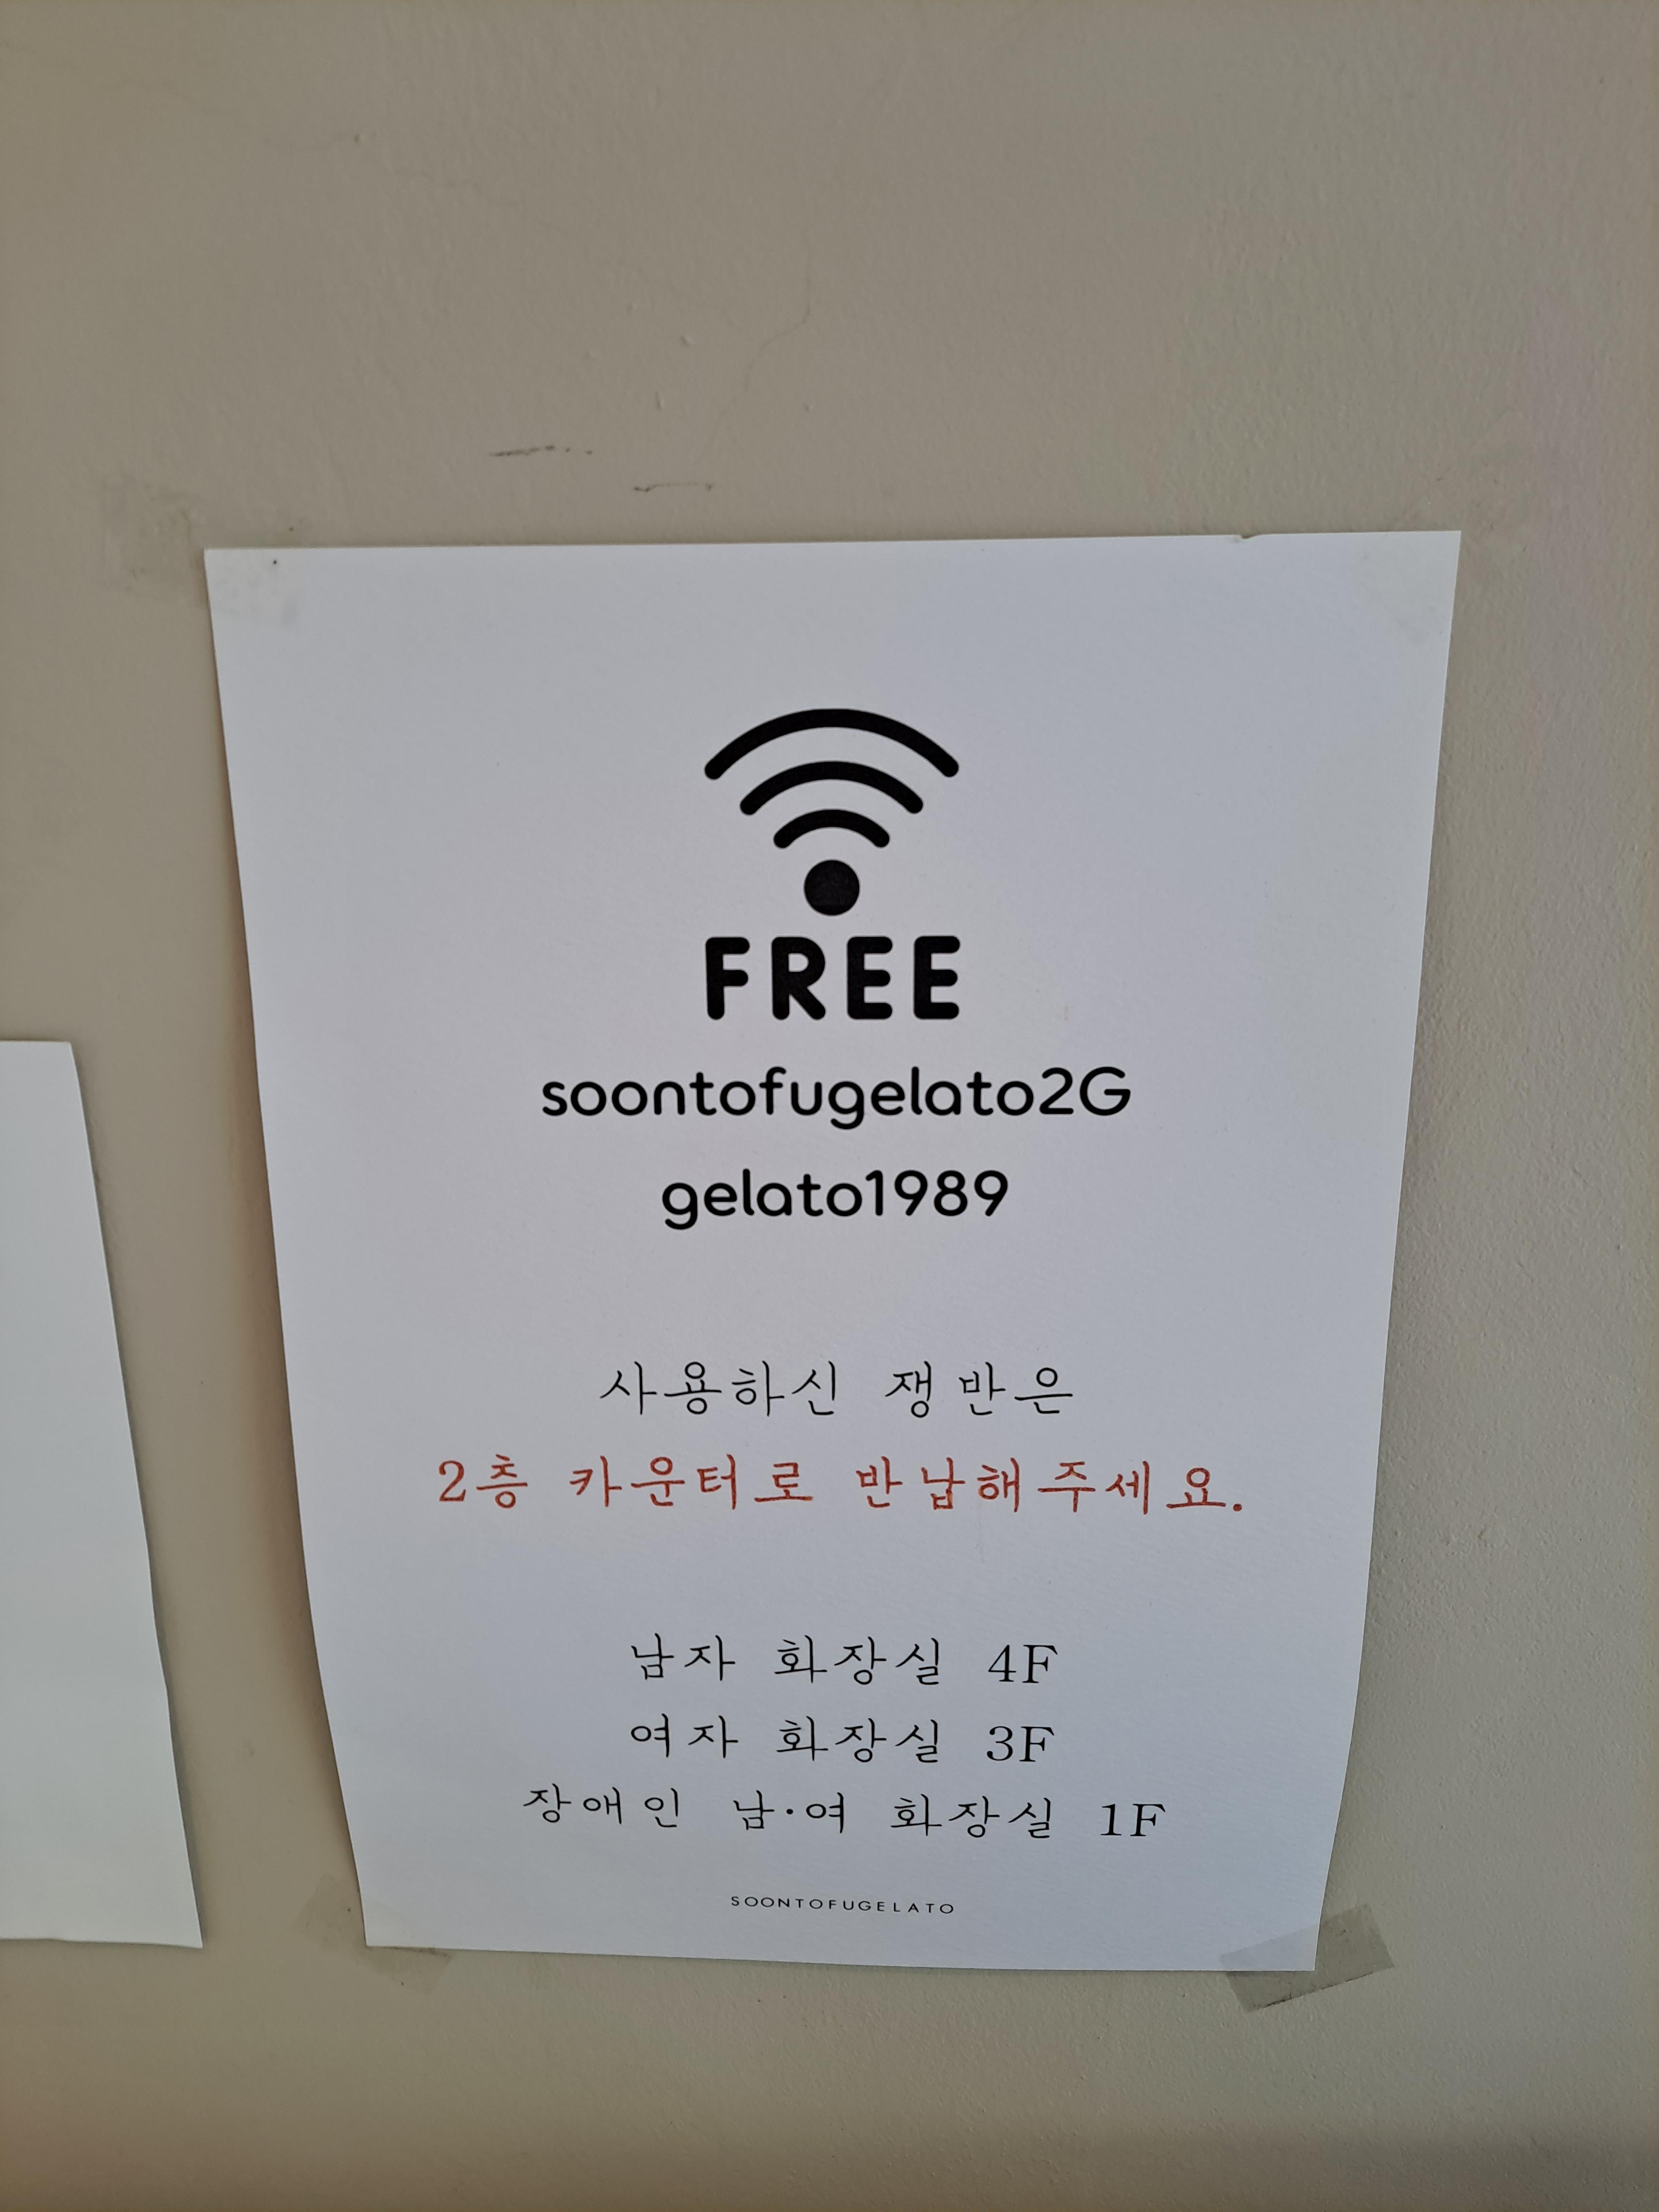 FREE
soontofugelato2G
gelato1989
사용하신 쟁반은
2층 카운터로 반납해주세요.
남자 화장실 4F
여자 화장실 3F
장애인 남·여 화장실 1F
SOONTOFUGELATO